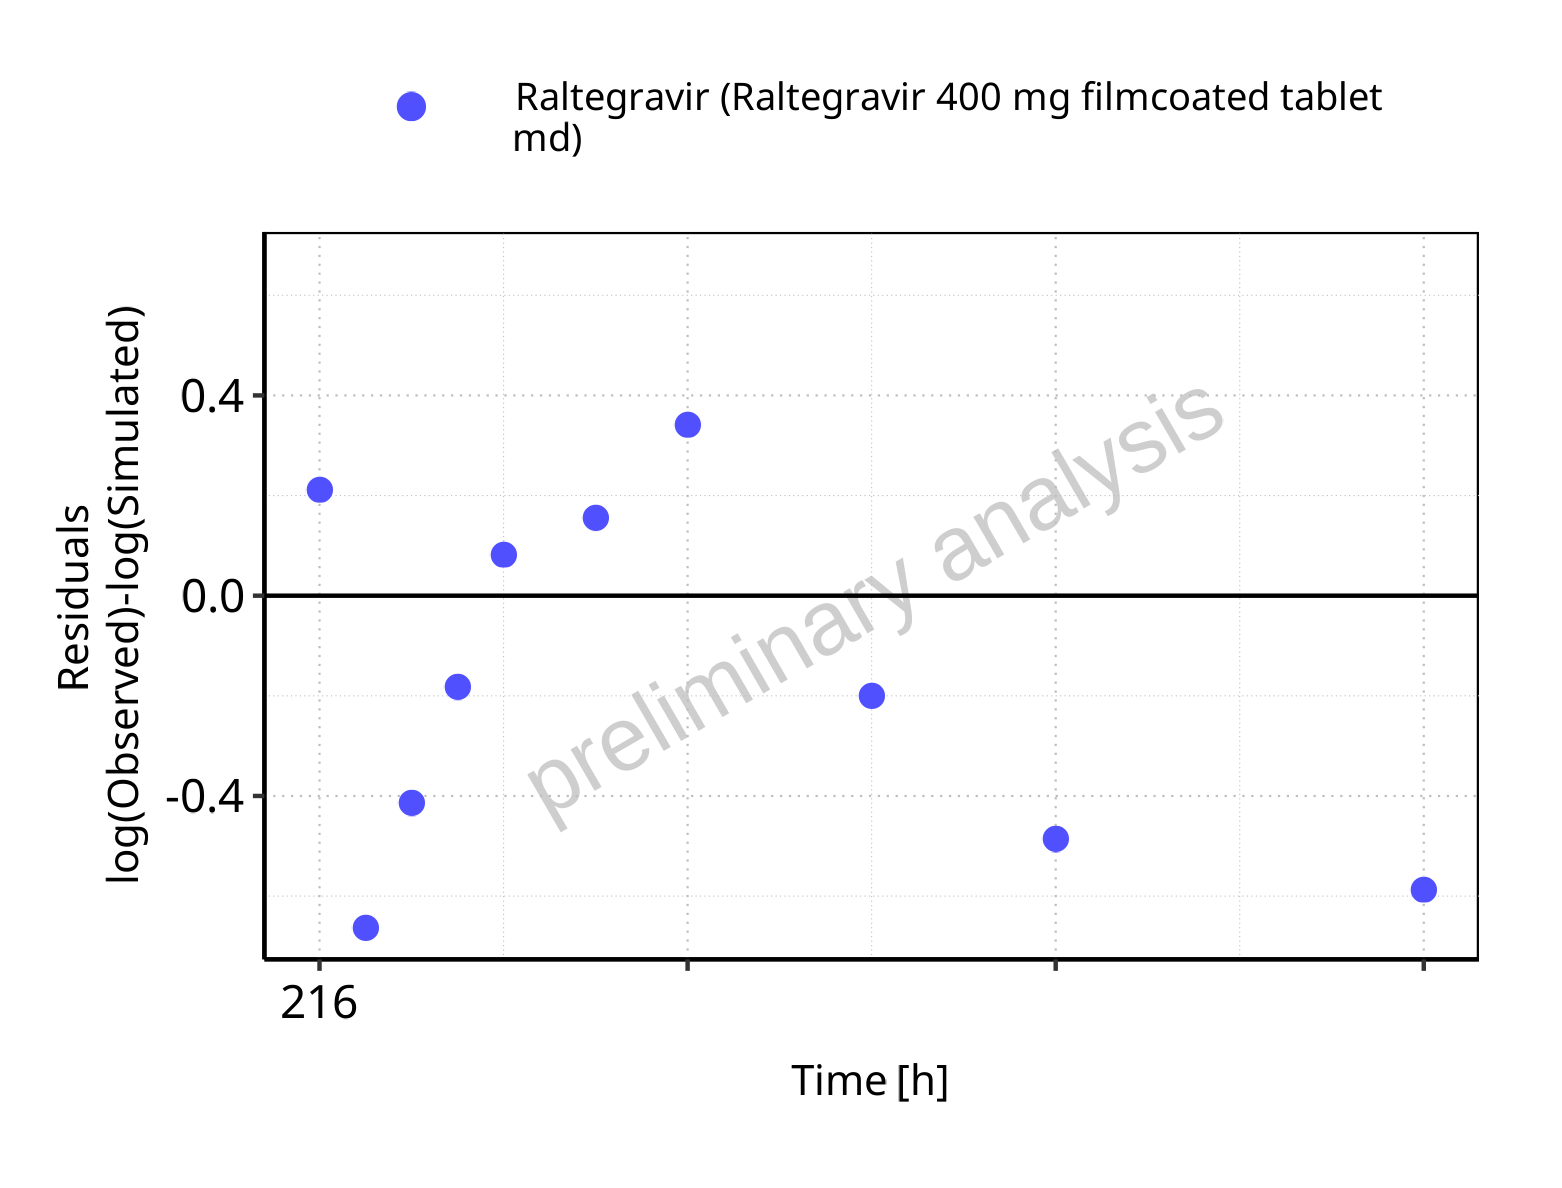 Raltegravir (Raltegravir 400 mg filmcoated tablet
md)
Residuals
log(Observed)-log(Simulated)
0.4
0.0
-0.4
preliminary analysis
216
Time [h]